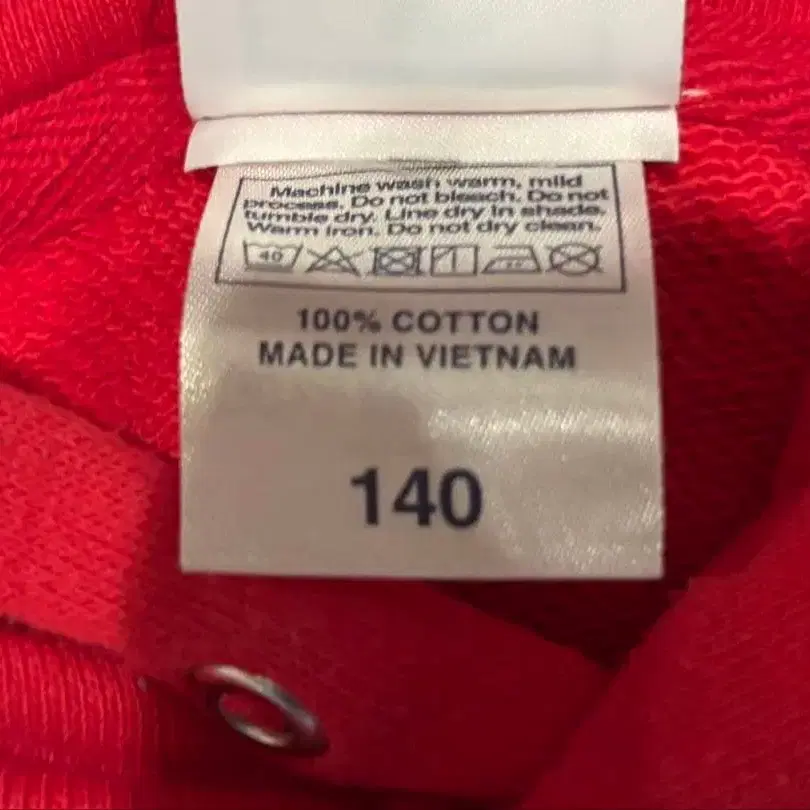 Machine wash warm, mild
process. Do not bleach. Do not
tumble dry. Line dry in shade.
Warm iron. Do not dry clean.
40
100% COTTON
MADE IN VIETNAM
140